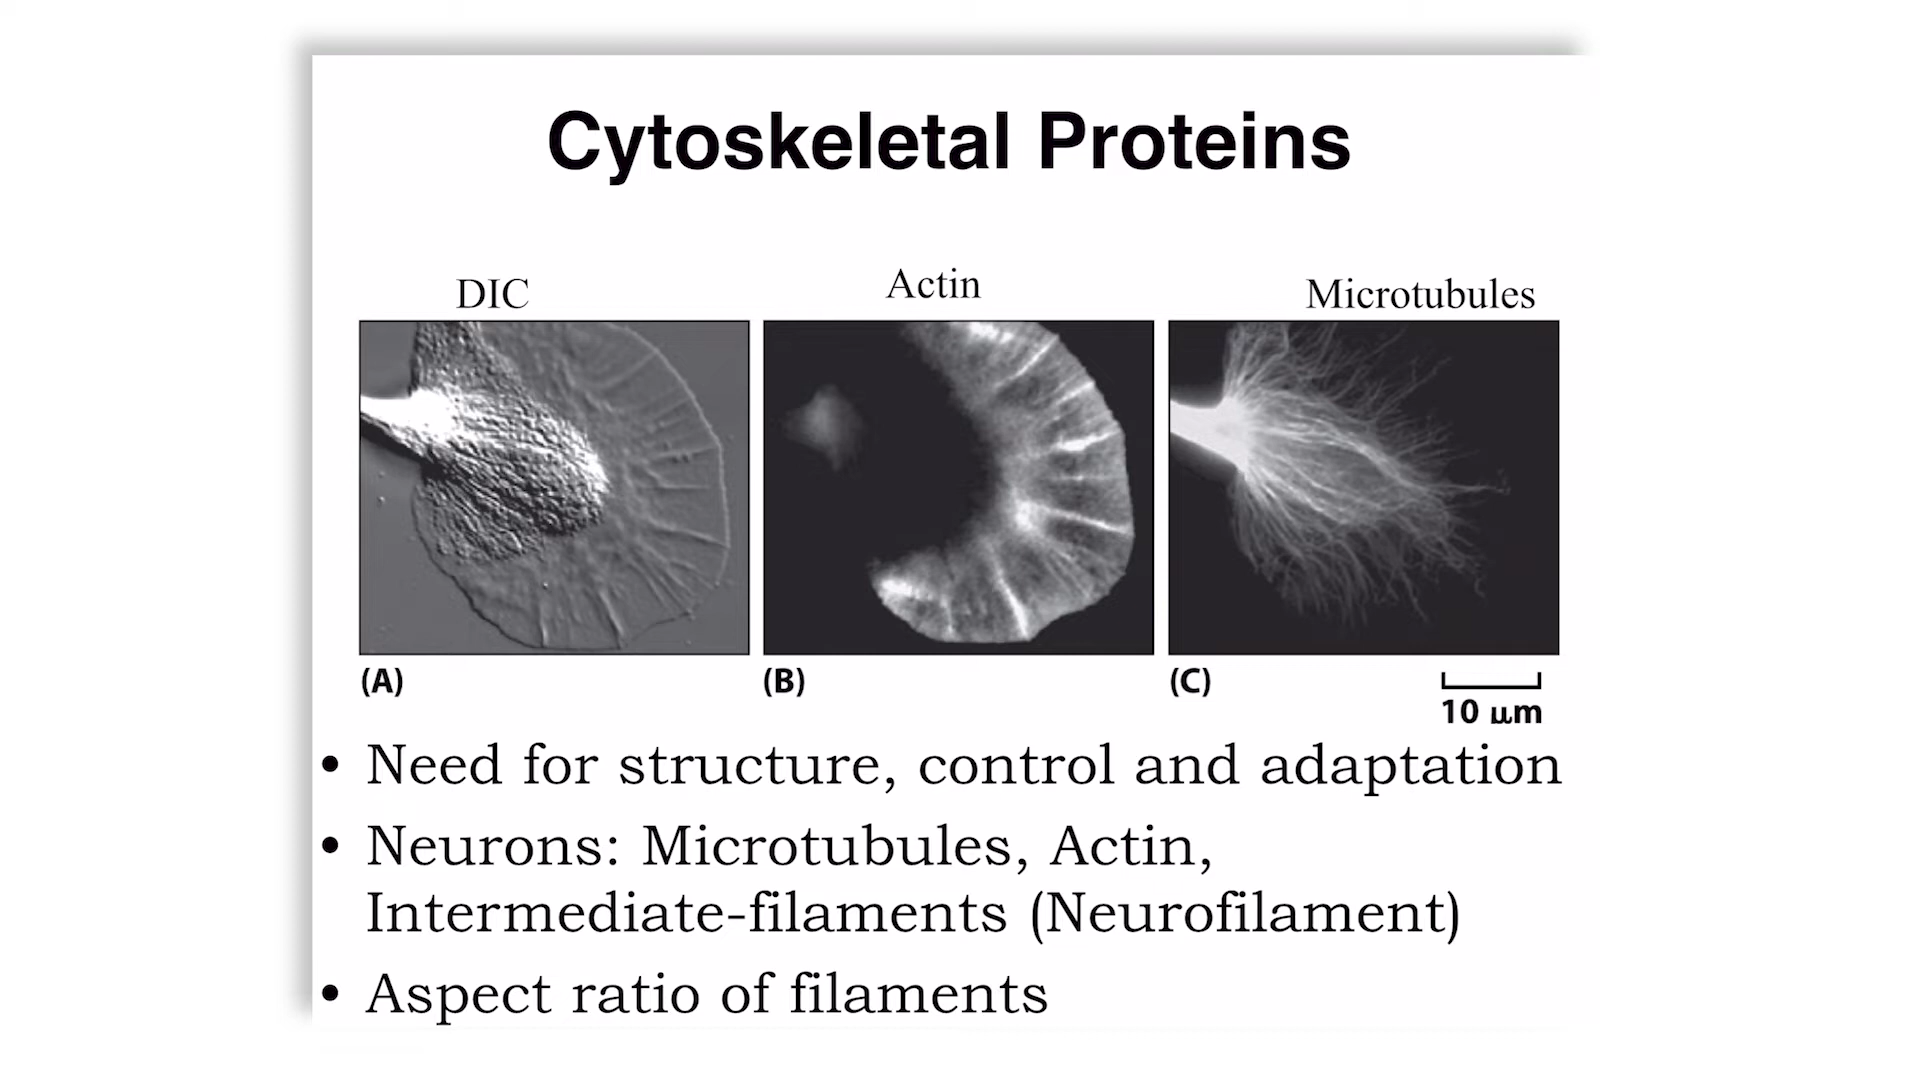 Cytoskeletal Proteins
DIC
Actin
Microtubules
(A)
(B)
(C)
10 μm
• Need for structure, control and adaptation
• Neurons: Microtubules, Actin,
Intermediate-filaments (Neurofilament)
• Aspect ratio of filaments